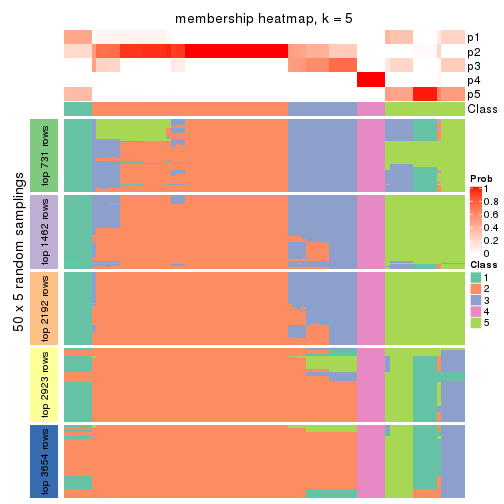 membership heatmap, k = 5
p1
p2
p3
p4
p5
Class
50 x 5 random samplings
top 731 rows
top 1462 rows
top 2192 rows
top 2923 rows
top 3654 rows
Prob
1
0.8
0.6
0.4
0.2
0
Class
1
2
3
4
5